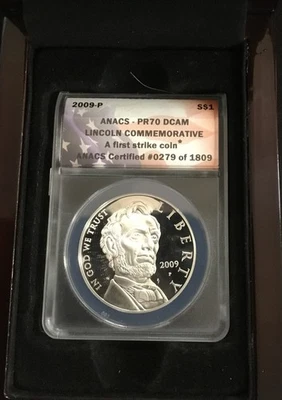 2009-P S$1
ANACS - PR70 DCAM
LINCOLN COMMEMORATIVE
A first strike coin*
ANACS Certified #0279 of 1809
IN GOD WE TRUST
LIBERTY
2009
P